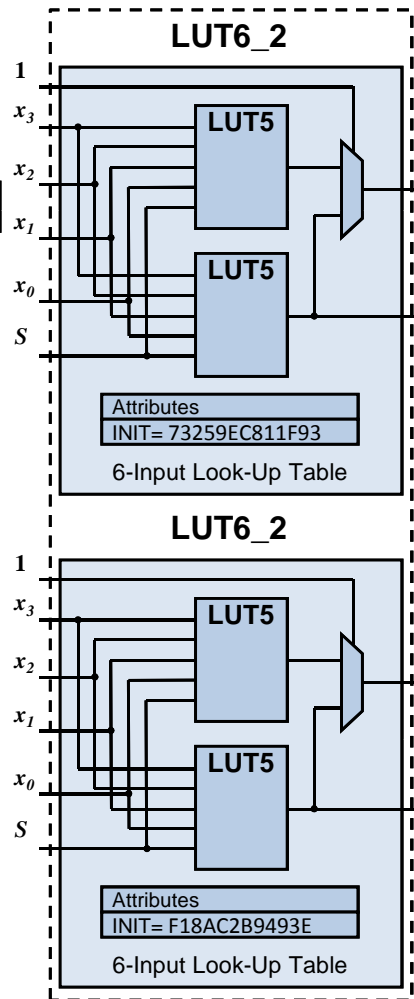 LUT6_2
1
x3
LUT5
x2
x1
LUT5
x0
S
Attributes
INIT= 73259EC811F93
6-Input Look-Up Table
LUT6_2
1
x3
LUT5
x2
x1
LUT5
x0
S
Attributes
INIT= F18AC2B9493E
6-Input Look-Up Table